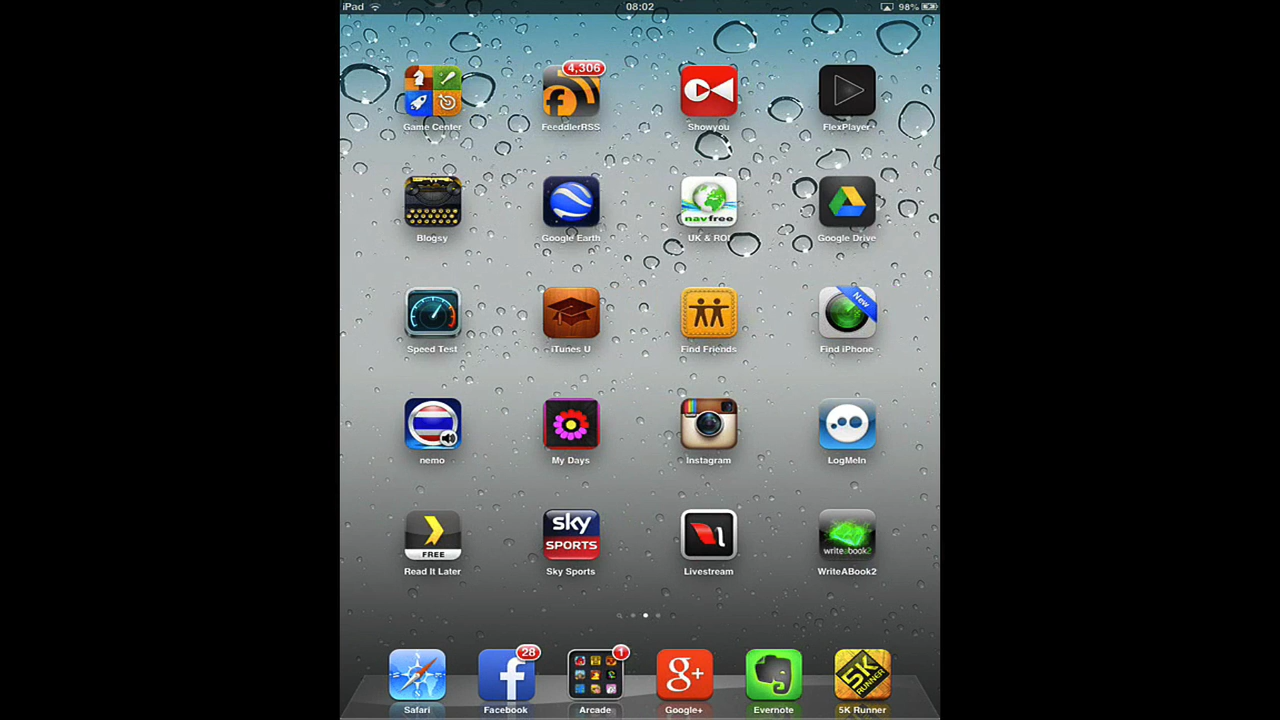 iPad 08:02 98%
4,306
Game Center FeeddlerRSS Showyou FlexPlayer
navfree
Blogsy Google Earth UK & ROI Google Drive
New
Speed Test iTunes U Find Friends Find iPhone
nemo My Days Instagram LogMeIn
sky
FREE SPORTS write a book2
Read It Later Sky Sports Livestream WriteABook2
28 1
f g+ 5K RUNNER
Safari Facebook Arcade Google+ Evernote 5K Runner